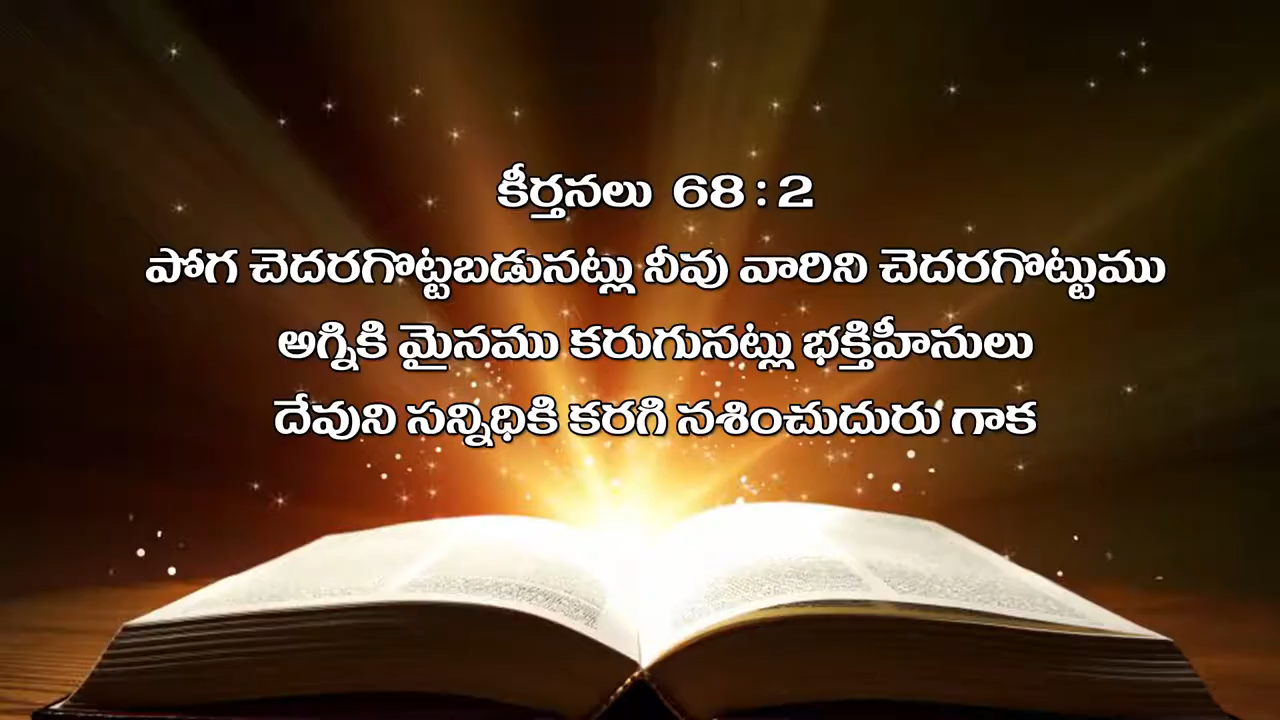 కీర్తనలు 68 : 2
పోగ చెదరగొట్టబడునట్లు నీవు వారిని చెదరగొట్టుము
అగ్నికి మైనము కరుగునట్లు భక్తిహీనులు
దేవుని సన్నిధికి కరగి నశించుదురు గాక